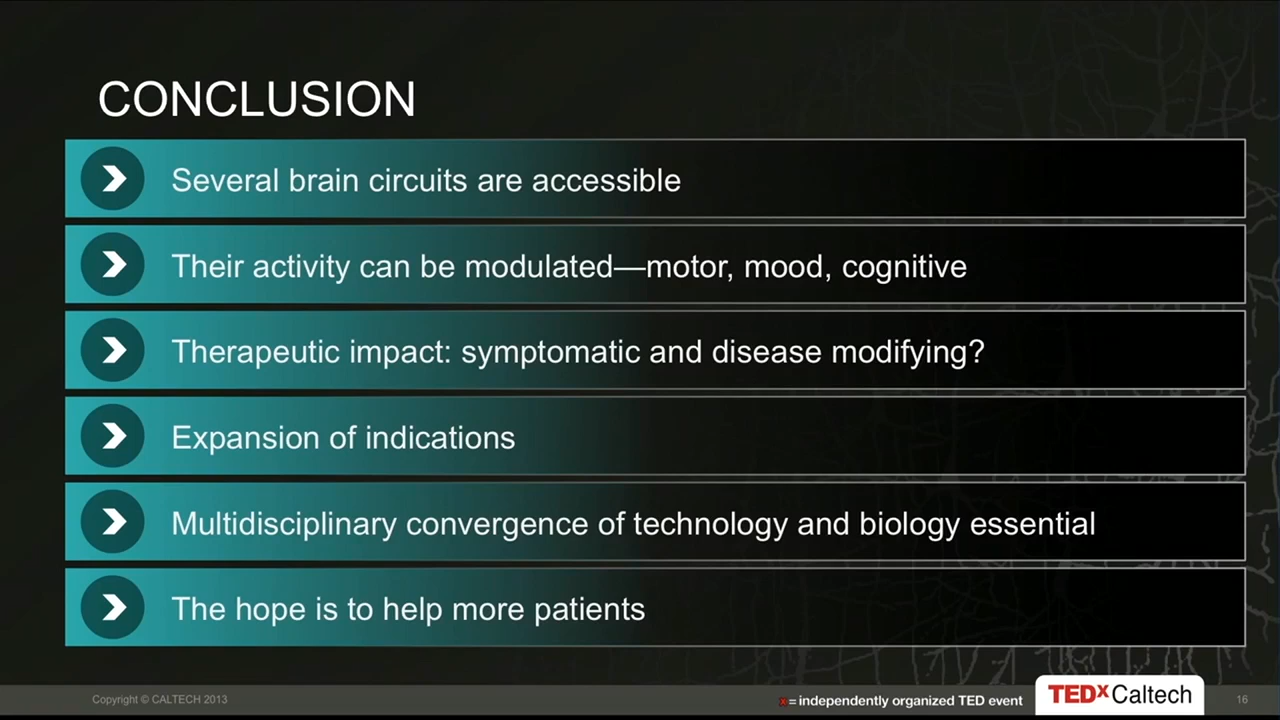 CONCLUSION
Several brain circuits are accessible
Their activity can be modulated—motor, mood, cognitive
Therapeutic impact: symptomatic and disease modifying?
Expansion of indications
Multidisciplinary convergence of technology and biology essential
The hope is to help more patients
Copyright © CALTECH 2013
x = independently organized TED event
TEDxCaltech
16